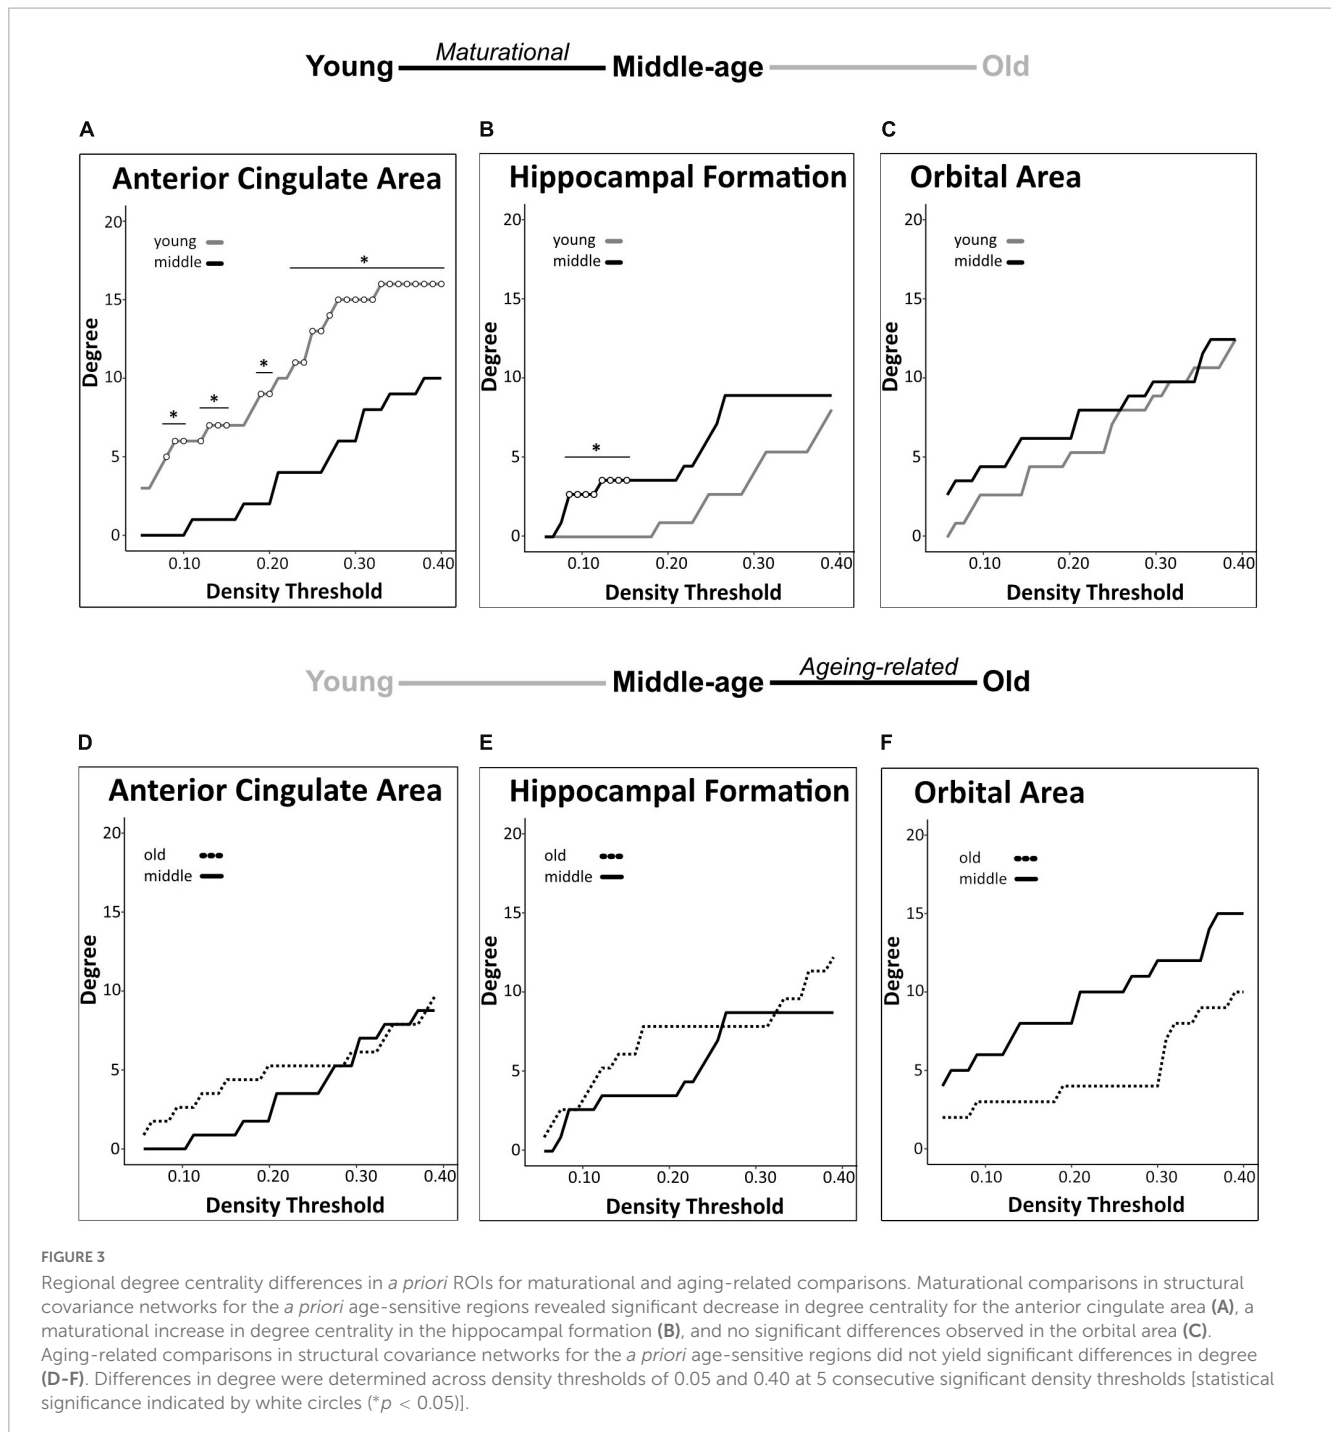 Maturational
Young Middle-age Old
A
Anterior Cingulate Area
20
15
10
5
0
Degree
young
middle
*
*
*
*
0.10 0.20 0.30 0.40
Density Threshold
B
Hippocampal Formation
20
15
10
5
0
Degree
young
middle
*
0.10 0.20 0.30 0.40
Density Threshold
C
Orbital Area
20
15
10
5
0
Degree
young
middle
0.10 0.20 0.30 0.40
Density Threshold
Ageing-related
Young Middle-age Old
D
Anterior Cingulate Area
20
15
10
5
0
Degree
old
middle
0.10 0.20 0.30 0.40
Density Threshold
E
Hippocampal Formation
20
15
10
5
0
Degree
old
middle
0.10 0.20 0.30 0.40
Density Threshold
F
Orbital Area
20
15
10
5
0
Degree
old
middle
0.10 0.20 0.30 0.40
Density Threshold
FIGURE 3
Regional degree centrality differences in a priori ROIs for maturational and aging-related comparisons. Maturational comparisons in structural
covariance networks for the a priori age-sensitive regions revealed significant decrease in degree centrality for the anterior cingulate area (A), a
maturational increase in degree centrality in the hippocampal formation (B), and no significant differences observed in the orbital area (C).
Aging-related comparisons in structural covariance networks for the a priori age-sensitive regions did not yield significant differences in degree
(D-F). Differences in degree were determined across density thresholds of 0.05 and 0.40 at 5 consecutive significant density thresholds [statistical
significance indicated by white circles (*p < 0.05)].